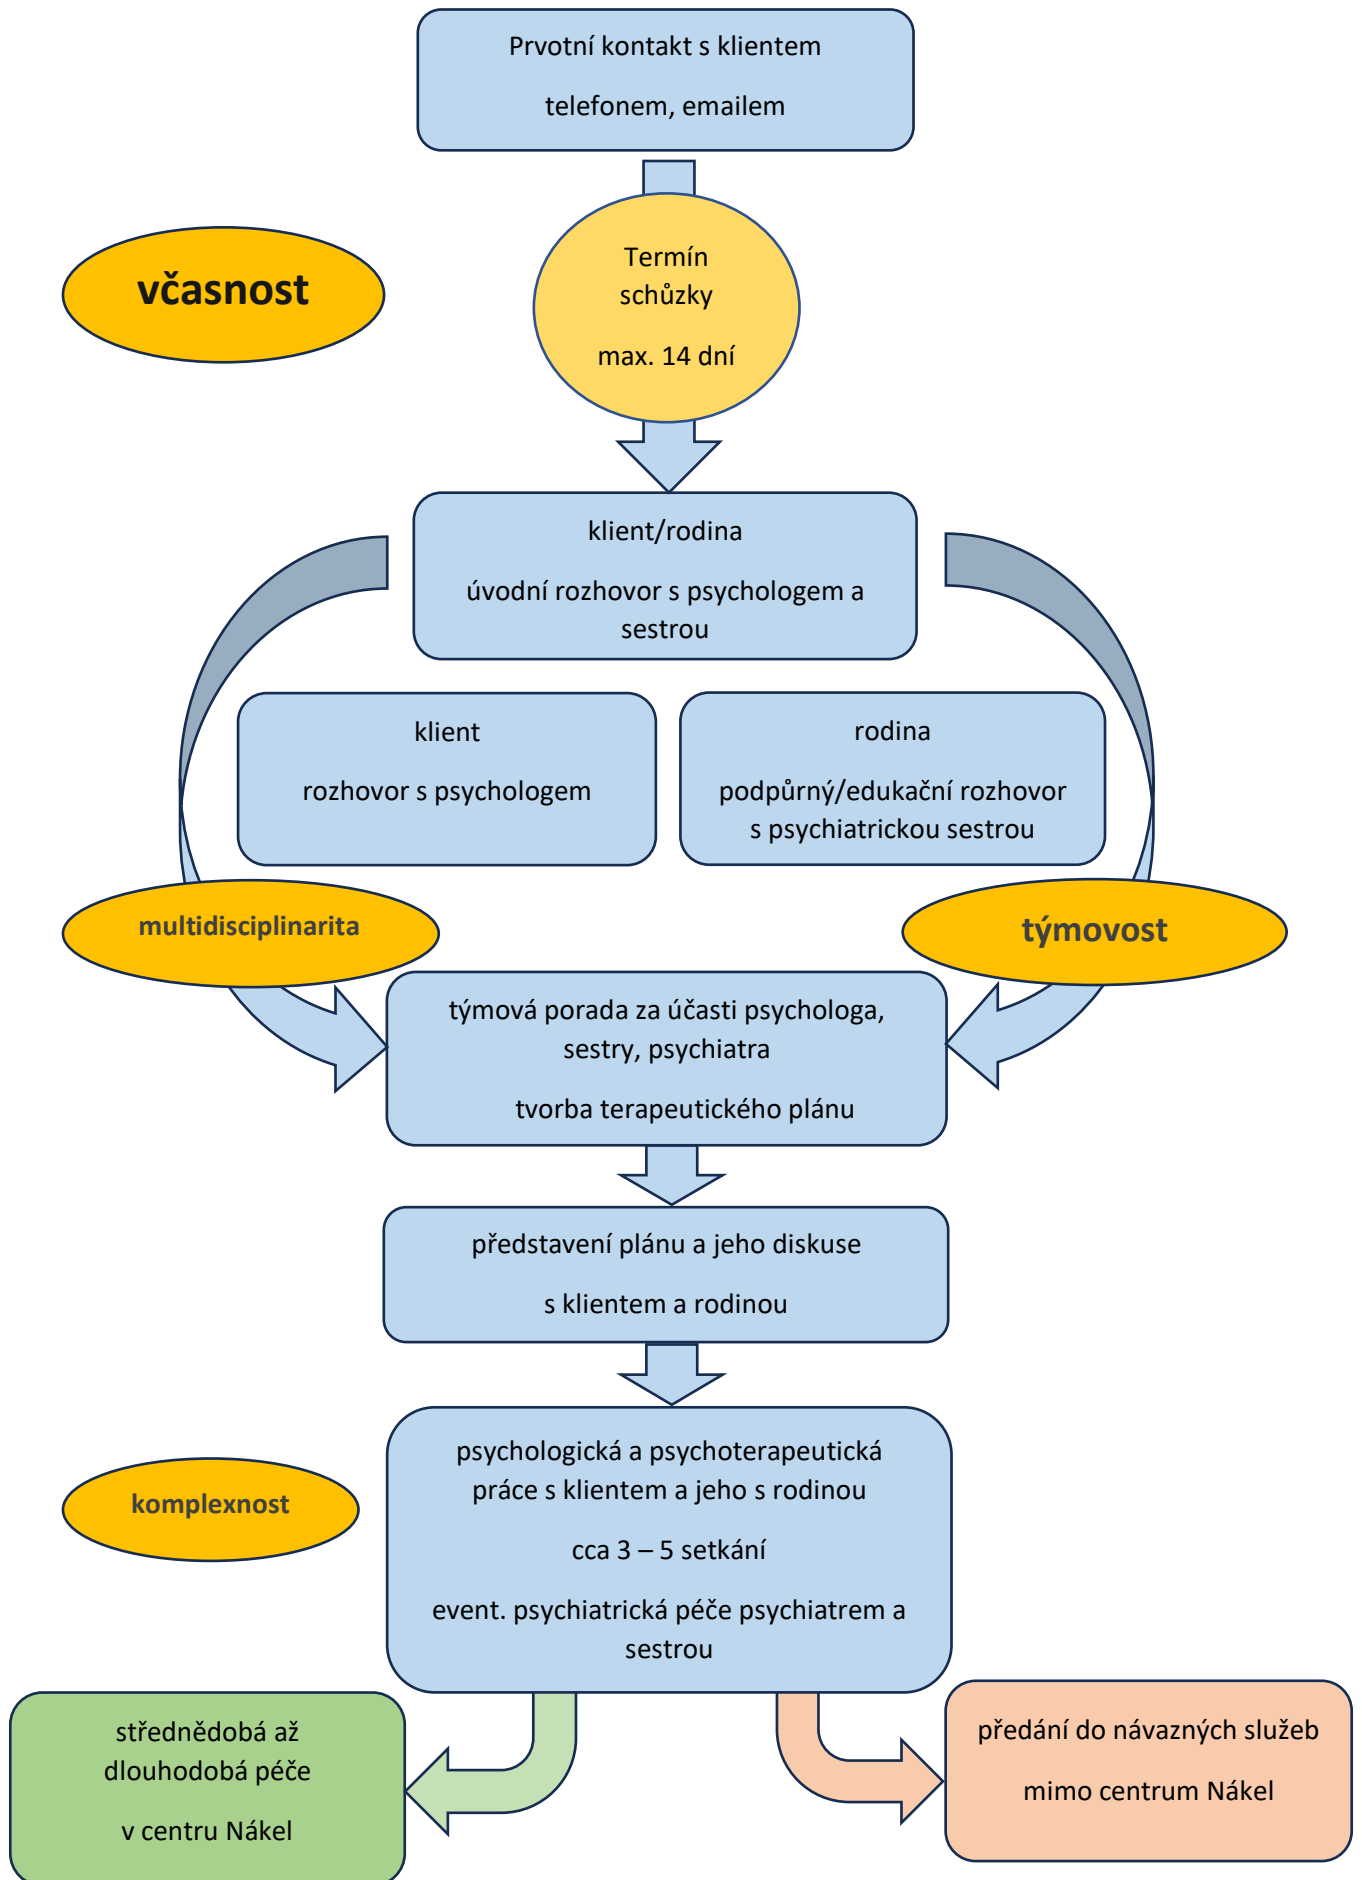 Prvotní kontakt s klientem
telefonem, emailem
včasnost
Termín
schůzky
max. 14 dní
klient/rodina
úvodní rozhovor s psychologem a
sestrou
klient
rozhovor s psychologem
rodina
podpůrný/edukační rozhovor
s psychiatrickou sestrou
multidisciplinarita
týmovost
týmová porada za účasti psychologa,
sestry, psychiatra
tvorba terapeutického plánu
představení plánu a jeho diskuse
s klientem a rodinou
komplexnost
psychologická a psychoterapeutická
práce s klientem a jeho s rodinou
cca 3 – 5 setkání
event. psychiatrická péče psychiatrem a
sestrou
střednědobá až
dlouhodobá péče
v centru Nákel
předání do návazných služeb
mimo centrum Nákel